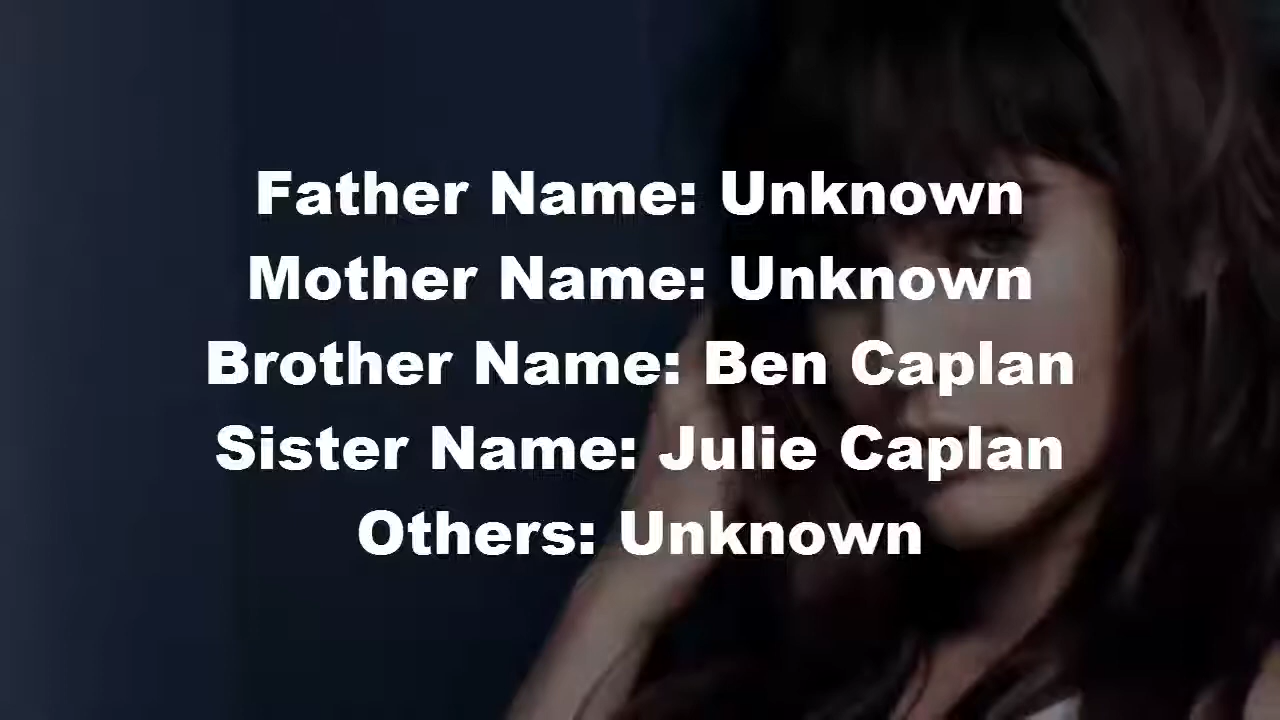 Father Name: Unknown
Mother Name: Unknown
Brother Name: Ben Caplan
Sister Name: Julie Caplan
Others: Unknown